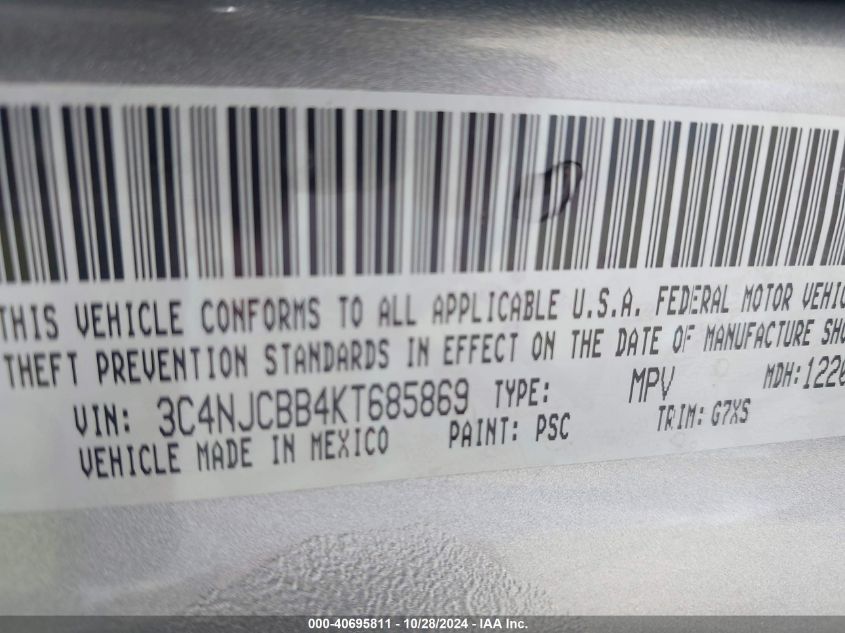 THIS VEHICLE CONFORMS TO ALL APPLICABLE U.S.A. FEDERAL MOTOR VEHIC
THEFT PREVENTION STANDARDS IN EFFECT ON THE DATE OF MANUFACTURE SHO
VIN: 3C4NJCBB4KT685869 TYPE: MPV MDH: 1220
VEHICLE MADE IN MEXICO PAINT: PSC TRIM: G7XS
000-40695811 - 10/28/2024 - IAA Inc.